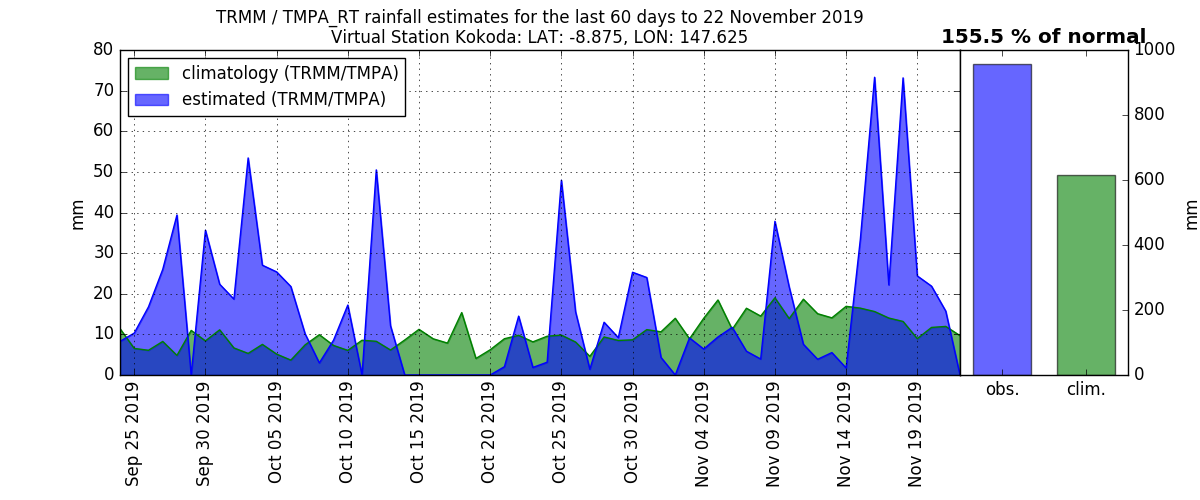 TRMM / TMPA_RT rainfall estimates for the last 60 days to 22 November 2019
Virtual Station Kokoda: LAT: -8.875, LON: 147.625
155.5 % of normal
climatology (TRMM/TMPA)
estimated (TRMM/TMPA)
mm
80
70
60
50
40
30
20
10
0
Sep 25 2019
Sep 30 2019
Oct 05 2019
Oct 10 2019
Oct 15 2019
Oct 20 2019
Oct 25 2019
Oct 30 2019
Nov 04 2019
Nov 09 2019
Nov 14 2019
Nov 19 2019
obs.
clim.
1000
800
600
400
200
0
mm